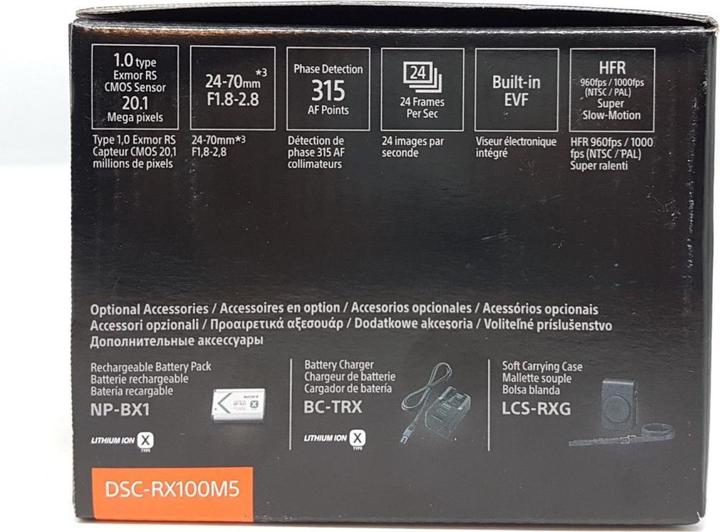 1.0 type
Exmor RS
CMOS Sensor
20.1
Mega pixels
24-70mm*3
F1.8-2.8
Phase Detection
315
AF Points
24
24 Frames
Per Sec
Built-in
EVF
HFR
960fps / 1000fps
(NTSC / PAL)
Super
Slow-Motion
Type 1,0 Exmor RS
Capteur CMOS 20,1
millions de pixels
24-70mm*3
F1,8-2,8
Détection de
phase 315 AF
collimateurs
24 images par
seconde
Viseur électronique
intégré
HFR 960fps / 1000
fps (NTSC / PAL)
Super ralenti
Optional Accessories / Accessoires en option / Accesorios opcionales / Acessórios opcionais
Accessori opzionali / Προαιρετικά αξεσουάρ / Dodatkowe akcesoria / Voliteľné príslušenstvo
Дополнительные аксессуары
Rechargeable Battery Pack
Batterie rechargeable
Batería recargable
NP-BX1
LITHIUM ION X
TYPE
Battery Charger
Chargeur de batterie
Cargador de batería
BC-TRX
LITHIUM ION X
TYPE
Soft Carrying Case
Mallette souple
Bolsa blanda
LCS-RXG
DSC-RX100M5